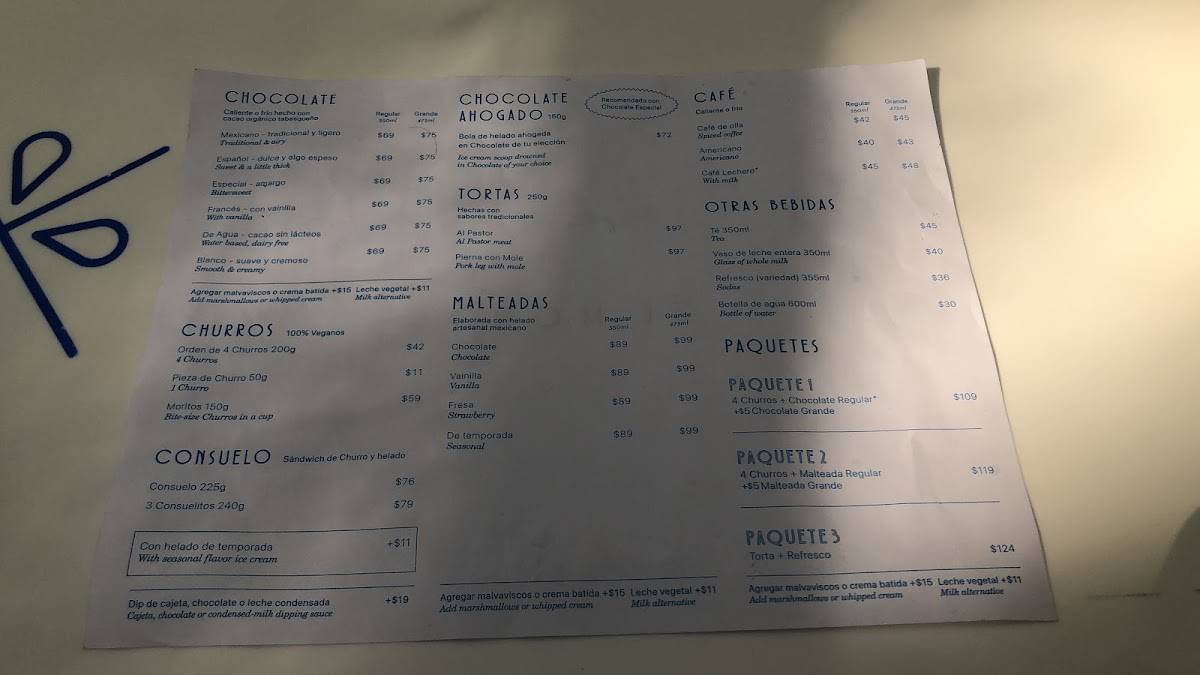 CHOCOLATE
Caliente o frío hecho con
cacao orgánico tabasqueño
Regular Grande
350ml 473ml
Mexicano - tradicional y ligero $69 $75
Traditional & airy
Español - dulce y algo espeso $69 $75
Sweet & a little thick
Especial - amargo $69 $75
Bittersweet
Francés - con vainilla $69 $75
With vanilla
De Agua - cacao sin lácteos $69 $75
Water based, dairy free
Blanco - suave y cremoso $69 $75
Smooth & creamy
Agregar malvaviscos o crema batida +$15 Leche vegetal +$11
Add marshmallows or whipped cream Milk alternative
CHURROS 100% Veganos
Orden de 4 Churros 200g $42
4 Churros
Pieza de Churro 50g $11
1 Churro
Moritos 150g $59
Bite-size Churros in a cup
CONSUELO Sándwich de Churro y helado
Consuelo 225g $76
3 Consuelitos 240g $79
Con helado de temporada +$11
With seasonal flavor ice cream
Dip de cajeta, chocolate o leche condensada +$19
Cajeta, chocolate or condensed-milk dipping sauce
CHOCOLATE
AHOGADO 160g
Recomendado con
Chocolate Especial
Bola de helado ahogada $72
en Chocolate de tu elección
Ice cream scoop drowned
in Chocolate of your choice
TORTAS 250g
Hechas con
sabores tradicionales
Al Pastor $97
Al Pastor meat
Pierna con Mole $97
Pork leg with mole
MALTEADAS
Elaborada con helado
artesanal mexicano
Regular Grande
350ml 473ml
Chocolate $89 $99
Chocolate
Vainilla $89 $99
Vanilla
Fresa $89 $99
Strawberry
De temporada $89 $99
Seasonal
Agregar malvaviscos o crema batida +$15 Leche vegetal +$11
Add marshmallows or whipped cream Milk alternative
CAFÉ
Caliente o frío
Regular Grande
350ml 473ml
Café de olla $42 $45
Spiced coffee
Americano $40 $43
Americano
Café Lechero* $45 $48
With milk
OTRAS BEBIDAS
Té 350ml $45
Tea
Vaso de leche entera 350ml $40
Glass of whole milk
Refresco (variedad) 355ml $36
Sodas
Botella de agua 600ml $30
Bottle of water
PAQUETES
PAQUETE 1
4 Churros + Chocolate Regular* $109
+$5 Chocolate Grande
PAQUETE 2
4 Churros + Malteada Regular $119
+$5 Malteada Grande
PAQUETE 3
Torta + Refresco $124
Agregar malvaviscos o crema batida +$15 Leche vegetal +$11
Add marshmallows or whipped cream Milk alternative